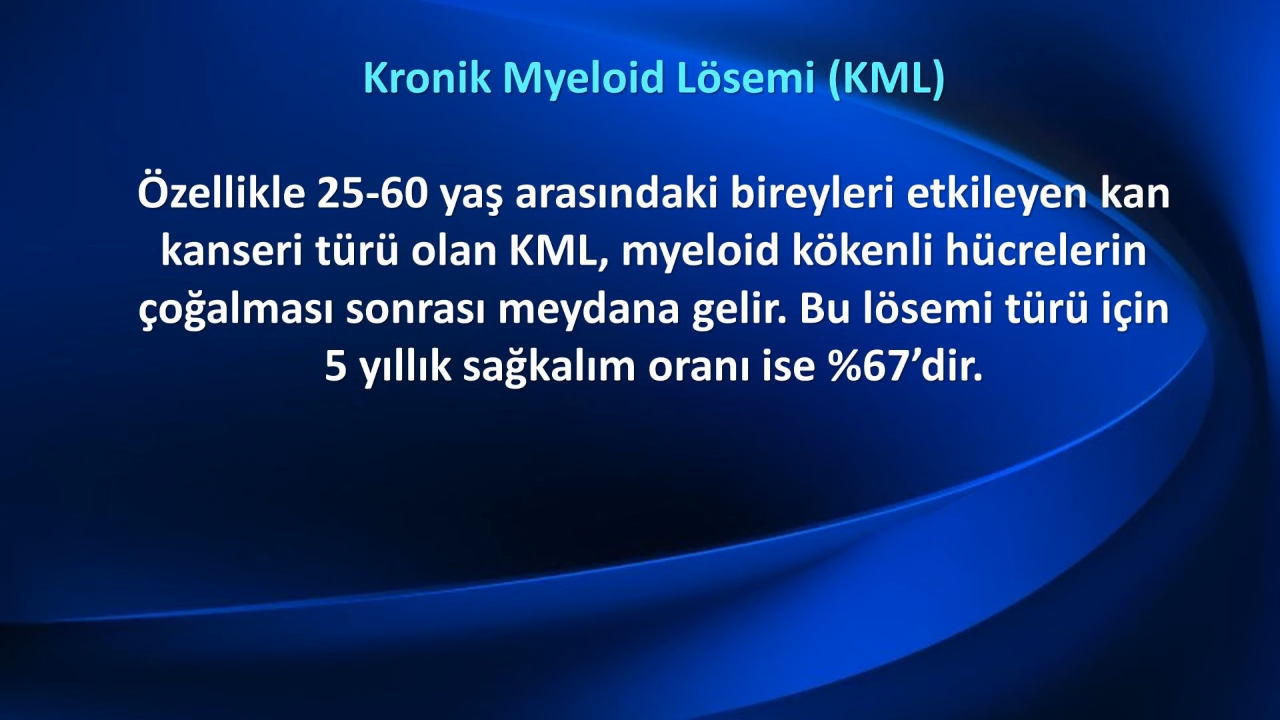 Kronik Myeloid Lösemi (KML)
Özellikle 25-60 yaş arasındaki bireyleri etkileyen kan
kanseri türü olan KML, myeloid kökenli hücrelerin
çoğalması sonrası meydana gelir. Bu lösemi türü için
5 yıllık sağkalım oranı ise %67’dir.